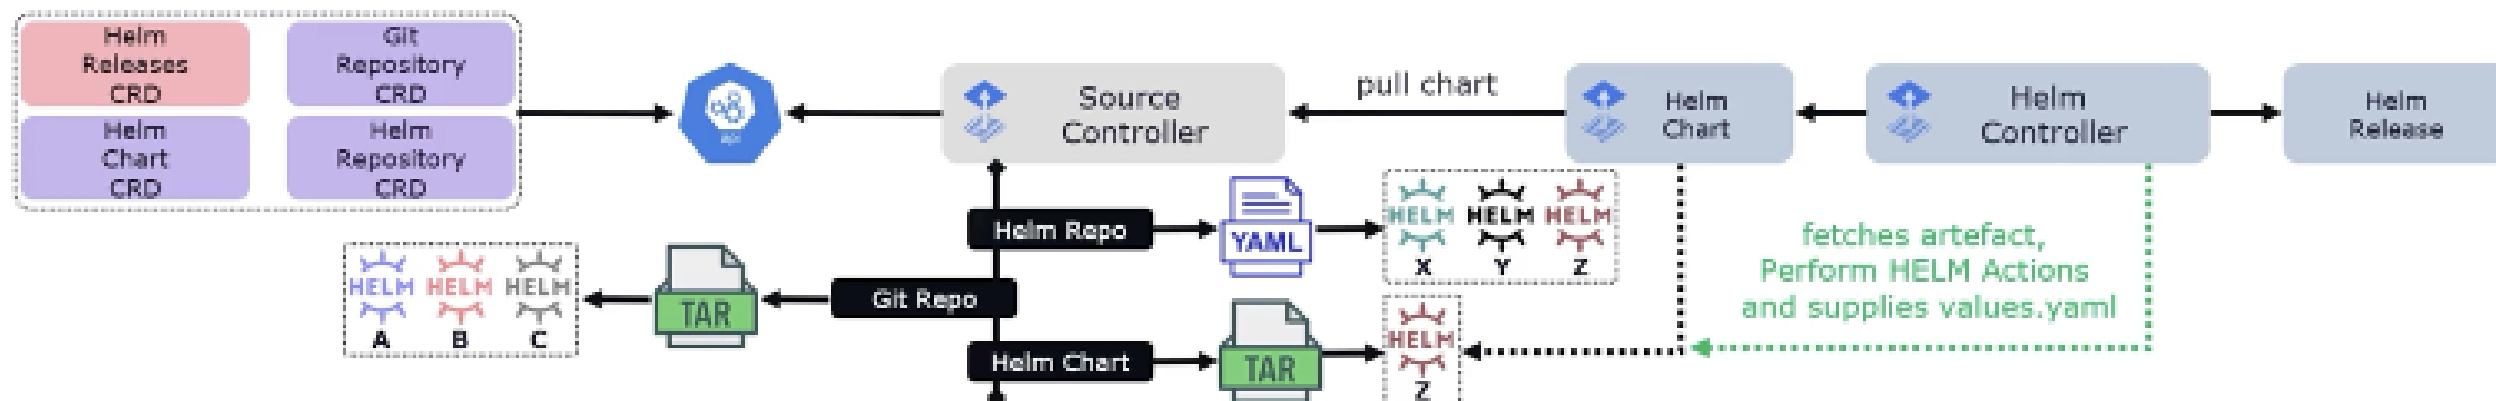 Helm
Releases
CRD
Git
Repository
CRD
Helm
Chart
CRD
Helm
Repository
CRD
api
Source
Controller
pull chart
Helm
Chart
Helm
Controller
Helm
Release
Helm Repo
YAML
HELM HELM HELM
X Y Z
fetches artefact,
Perform HELM Actions
and supplies values.yaml
HELM HELM HELM
A B C
TAR
Git Repo
Helm Chart
TAR
HELM
Z